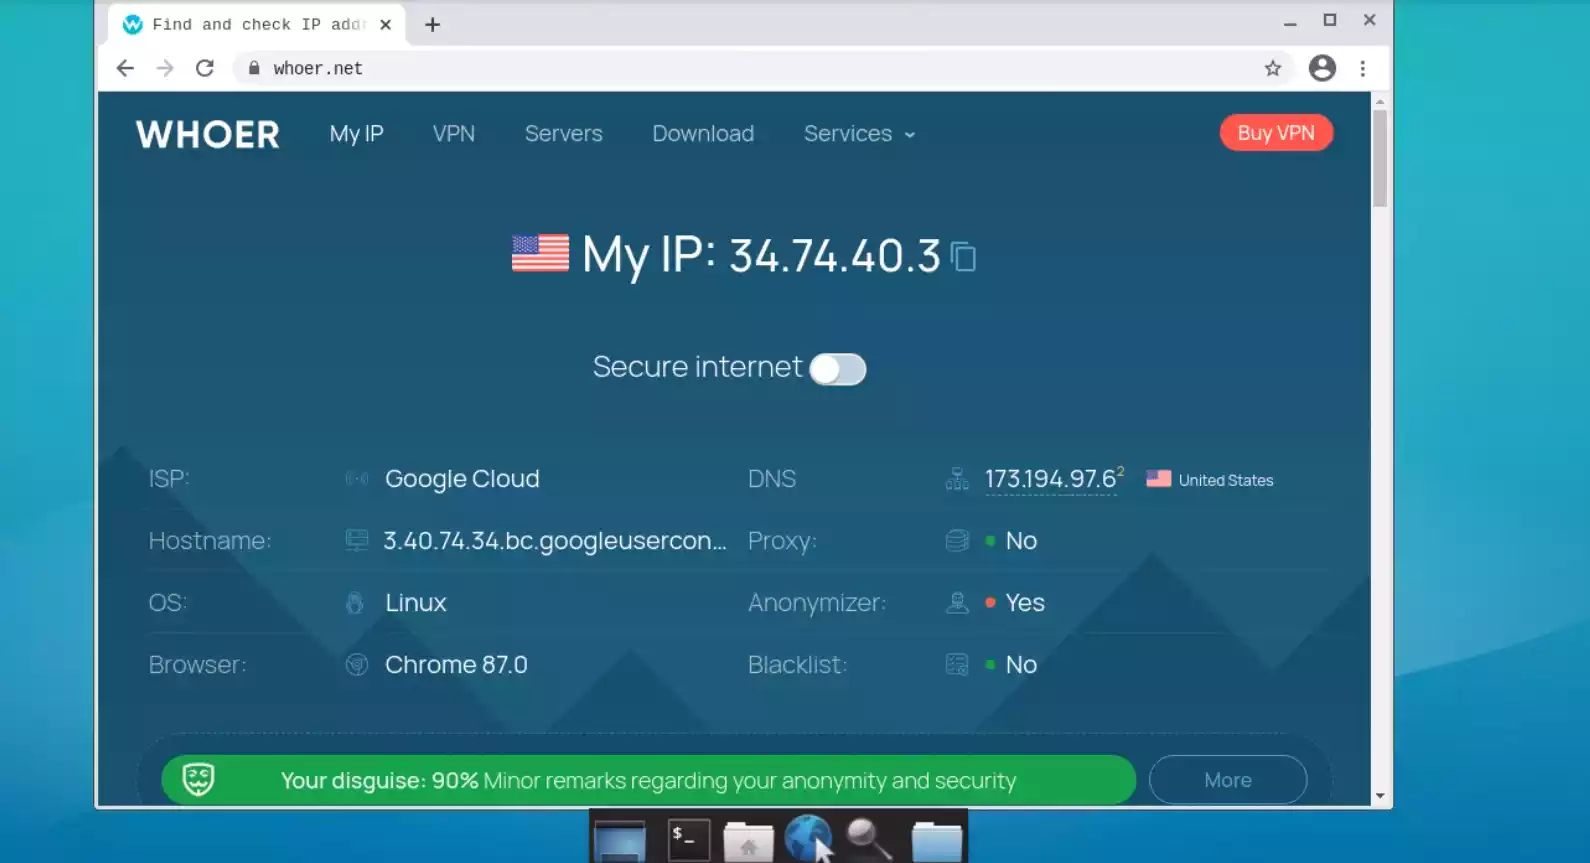 Find and check IP addr
whoer.net
WHOER My IP VPN Servers Download Services Buy VPN
My IP: 34.74.40.3
Secure internet
ISP: Google Cloud DNS 173.194.97.6 2 United States
Hostname: 3.40.74.34.bc.googleusercon... Proxy: No
OS: Linux Anonymizer: Yes
Browser: Chrome 87.0 Blacklist: No
Your disguise: 90% Minor remarks regarding your anonymity and security More
$_